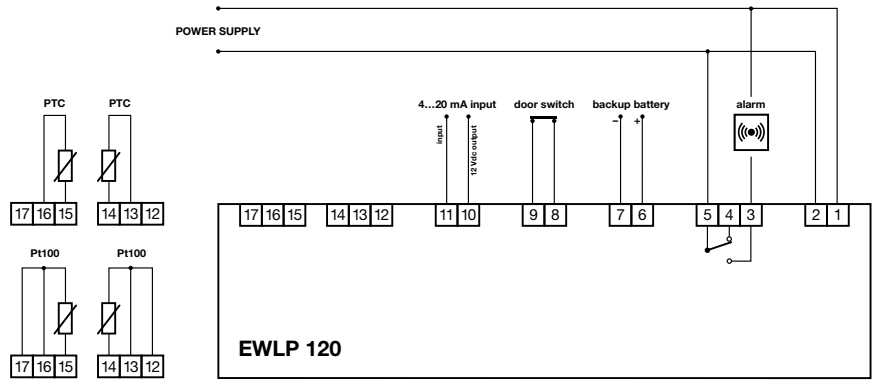 POWER SUPPLY
PTC PTC
4...20 mA input door switch backup battery alarm
input
12 Vdc output
– +
17 16 15 14 13 12
17 16 15 14 13 12 11 10 9 8 7 6 5 4 3 2 1
Pt100 Pt100
EWLP 120
17 16 15 14 13 12